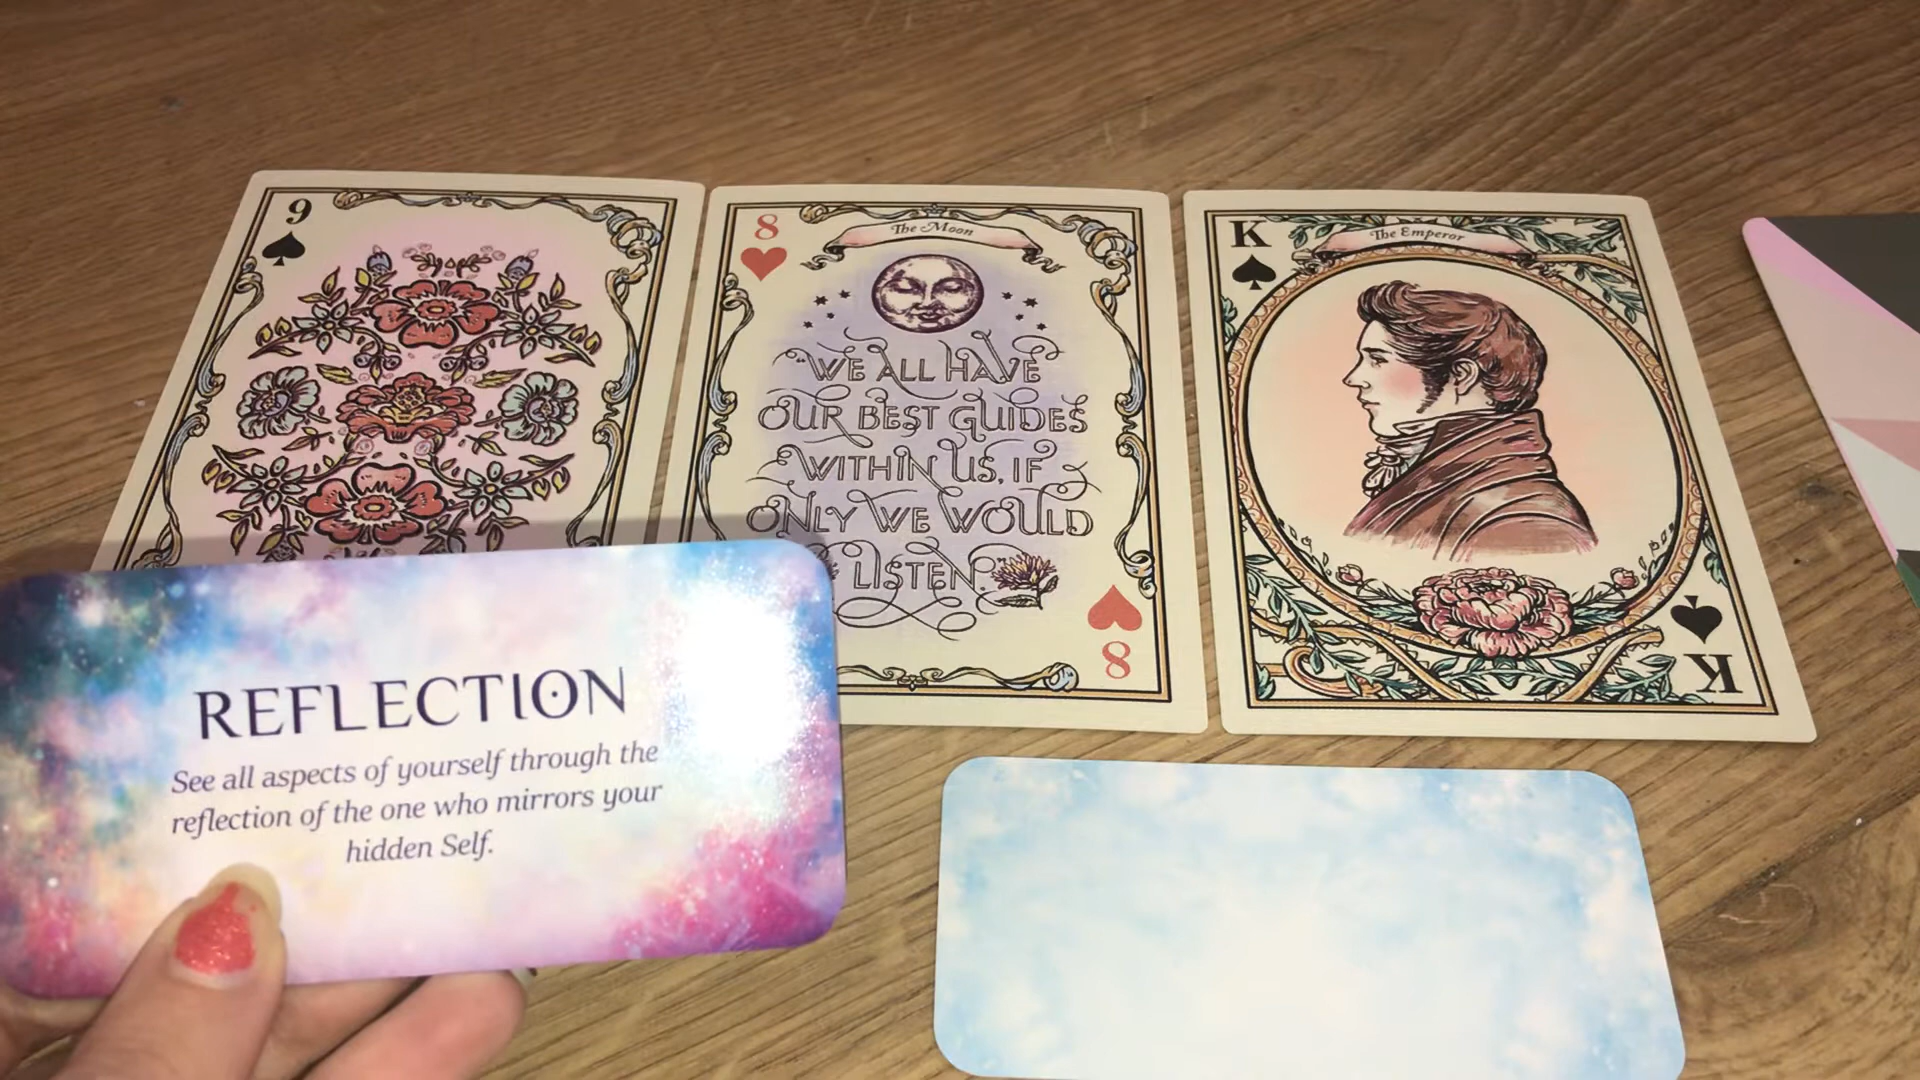 9
8
The Moon
"WE ALL HAVE
OUR BEST GUIDES
WITHIN US, IF
ONLY WE WOULD
LISTEN."
8
K
The Emperor
K
REFLECTION
See all aspects of yourself through the
reflection of the one who mirrors your
hidden Self.